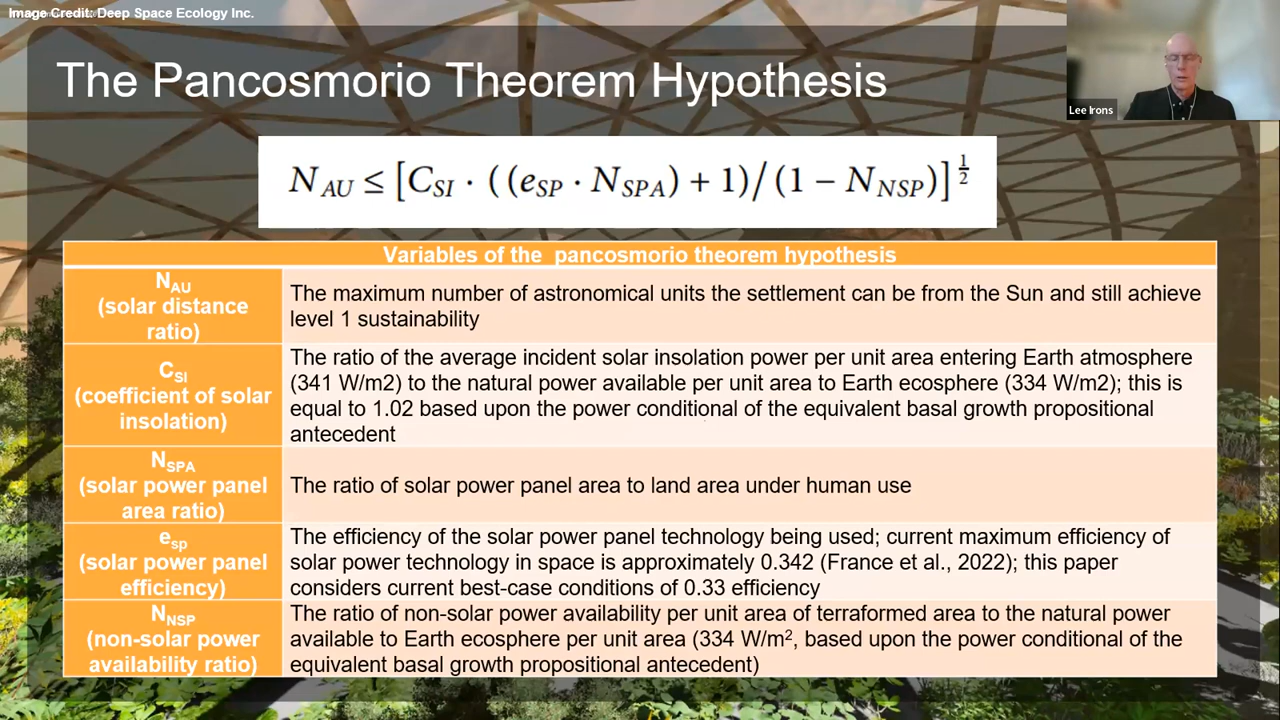 Image Credit: Deep Space Ecology Inc.
Lee Irons
The Pancosmorio Theorem Hypothesis
N_AU ≤ [C_SI · ((e_SP · N_SPA) + 1)/(1 − N_NSP)]^(1/2)
Variables of the pancosmorio theorem hypothesis
N_AU
(solar distance
ratio)
The maximum number of astronomical units the settlement can be from the Sun and still achieve
level 1 sustainability
C_SI
(coefficient of solar
insolation)
The ratio of the average incident solar insolation power per unit area entering Earth atmosphere
(341 W/m2) to the natural power available per unit area to Earth ecosphere (334 W/m2); this is
equal to 1.02 based upon the power conditional of the equivalent basal growth propositional
antecedent
N_SPA
(solar power panel
area ratio)
The ratio of solar power panel area to land area under human use
e_sp
(solar power panel
efficiency)
The efficiency of the solar power panel technology being used; current maximum efficiency of
solar power technology in space is approximately 0.342 (France et al., 2022); this paper
considers current best-case conditions of 0.33 efficiency
N_NSP
(non-solar power
availability ratio)
The ratio of non-solar power availability per unit area of terraformed area to the natural power
available to Earth ecosphere per unit area (334 W/m², based upon the power conditional of the
equivalent basal growth propositional antecedent)